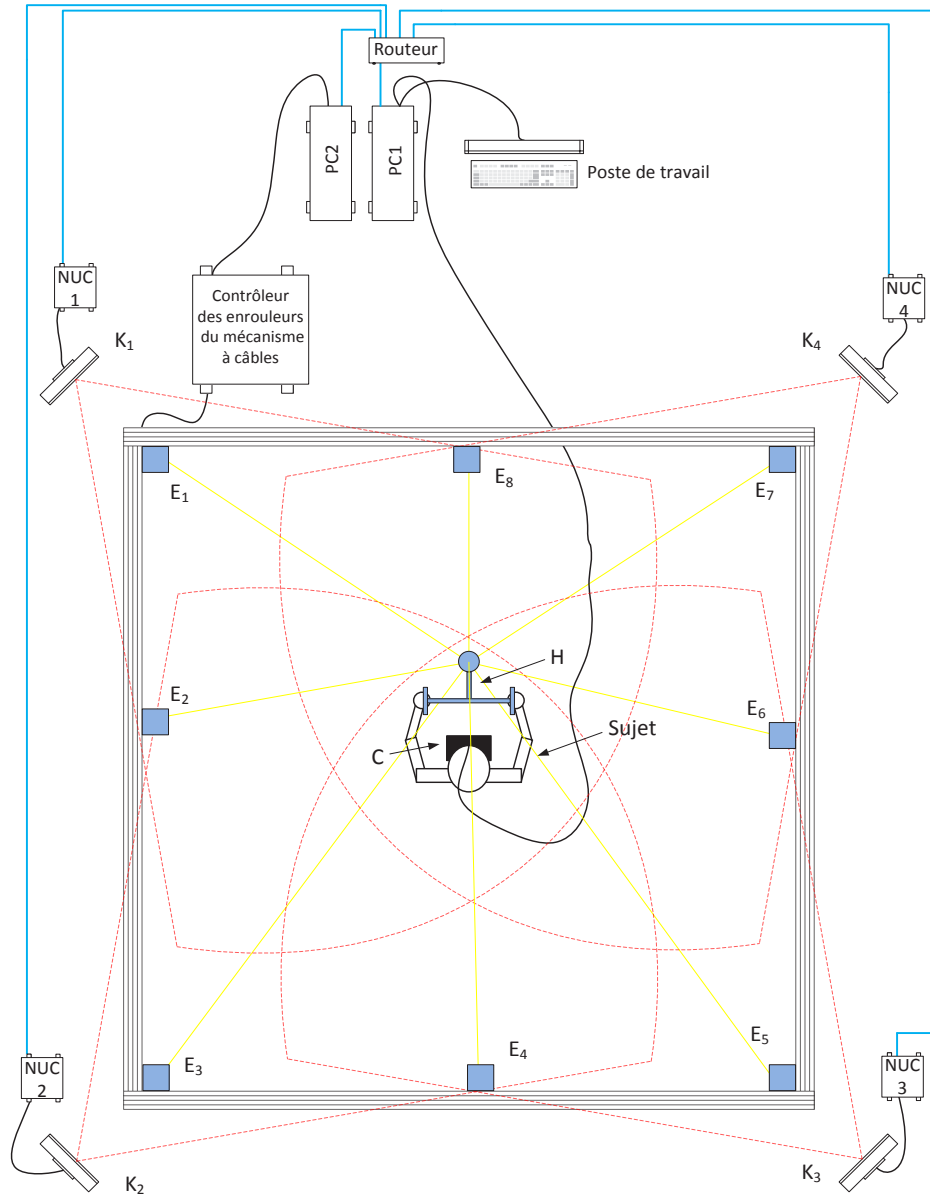 Routeur
PC2
PC1
Poste de travail
NUC
1
Contrôleur
des enrouleurs
du mécanisme
à câbles
NUC
4
K1
K4
E1
E8
E7
H
E2
E6
Sujet
C
E3
E4
E5
NUC
2
NUC
3
K2
K3